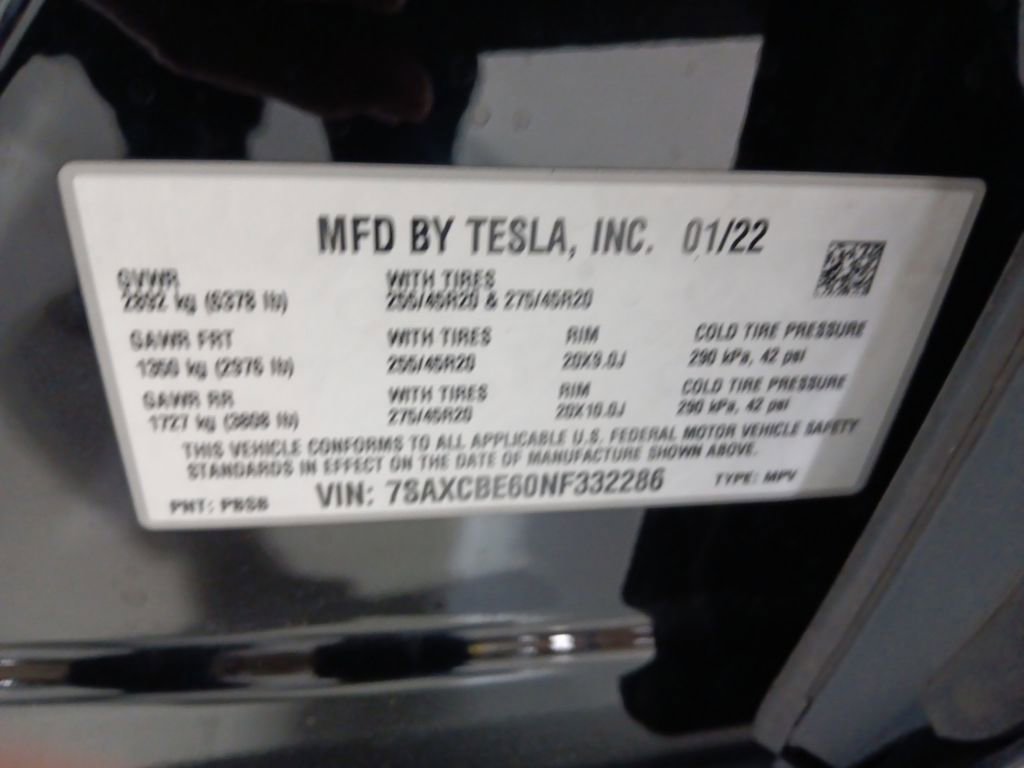 MFD BY TESLA, INC. 01/22
GVWR WITH TIRES
2892 kg (6376 lb) 255/45R20 & 275/45R20
GAWR FRT WITH TIRES RIM COLD TIRE PRESSURE
1350 kg (2976 lb) 255/45R20 20X9.0J 290 kPa, 42 psi
GAWR RR WITH TIRES RIM COLD TIRE PRESSURE
1727 kg (3808 lb) 275/45R20 20X10.0J 290 kPa, 42 psi
THIS VEHICLE CONFORMS TO ALL APPLICABLE U.S. FEDERAL MOTOR VEHICLE SAFETY
STANDARDS IN EFFECT ON THE DATE OF MANUFACTURE SHOWN ABOVE.
PNT: PBSB VIN: 7SAXCBE60NF332286 TYPE: MPV